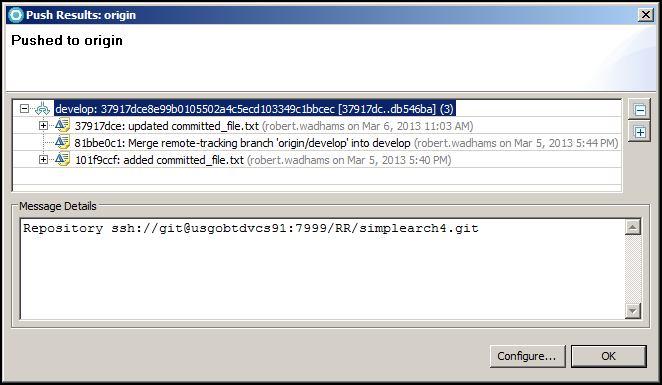 Push Results: origin
Pushed to origin
develop: 37917dce8e99b0105502a4c5ecd103349c1bbcec [37917dc..db546ba] (3)
37917dce: updated committed_file.txt (robert.wadhams on Mar 6, 2013 11:03 AM)
81bbe0c1: Merge remote-tracking branch 'origin/develop' into develop (robert.wadhams on Mar 5, 2013 5:44 PM)
101f9ccf: added committed_file.txt (robert.wadhams on Mar 5, 2013 5:40 PM)
Message Details
Repository ssh://git@usgobtdvcs91:7999/RR/simplearch4.git
Configure...
OK